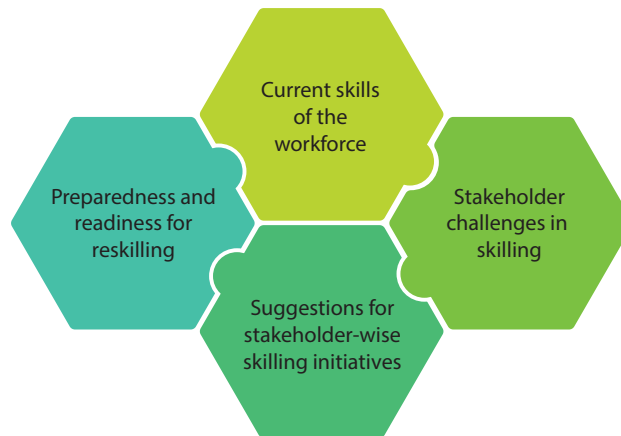 Current skills
of the
workforce
Preparedness and
readiness for
reskilling
Stakeholder
challenges in
skilling
Suggestions for
stakeholder-wise
skilling initiatives